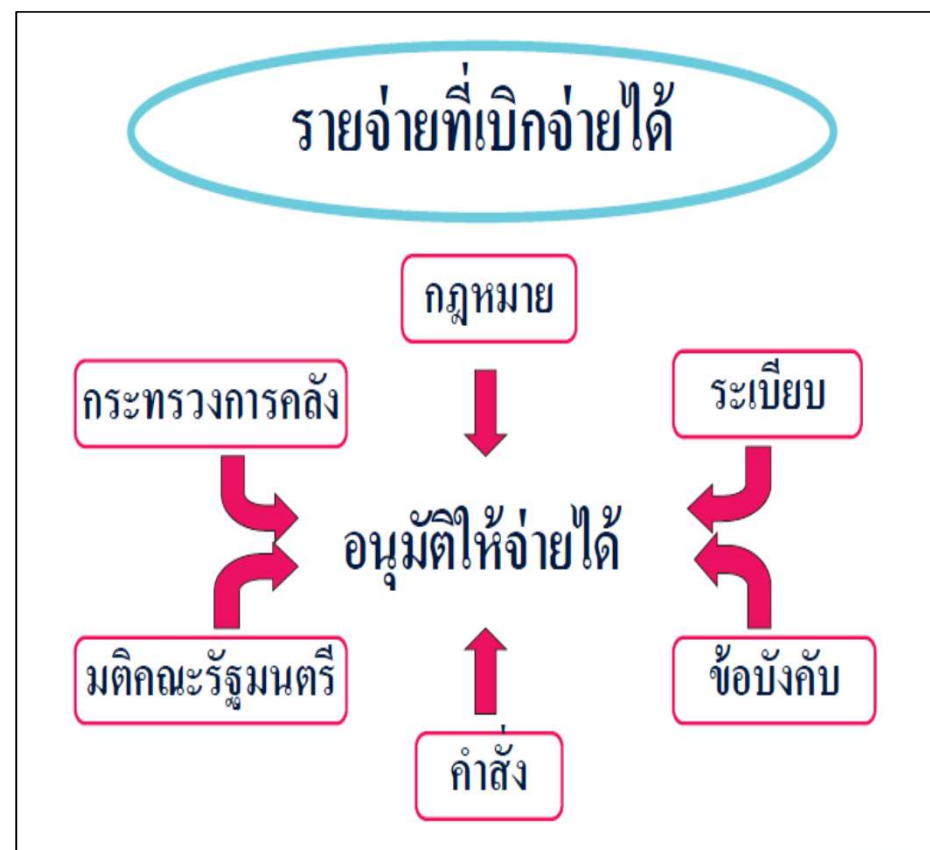 รายจ่ายที่เบิกจ่ายได้
กฎหมาย
กระทรวงการคลัง
ระเบียบ
อนุมัติให้จ่ายได้
มติคณะรัฐมนตรี
ข้อบังคับ
คำสั่ง